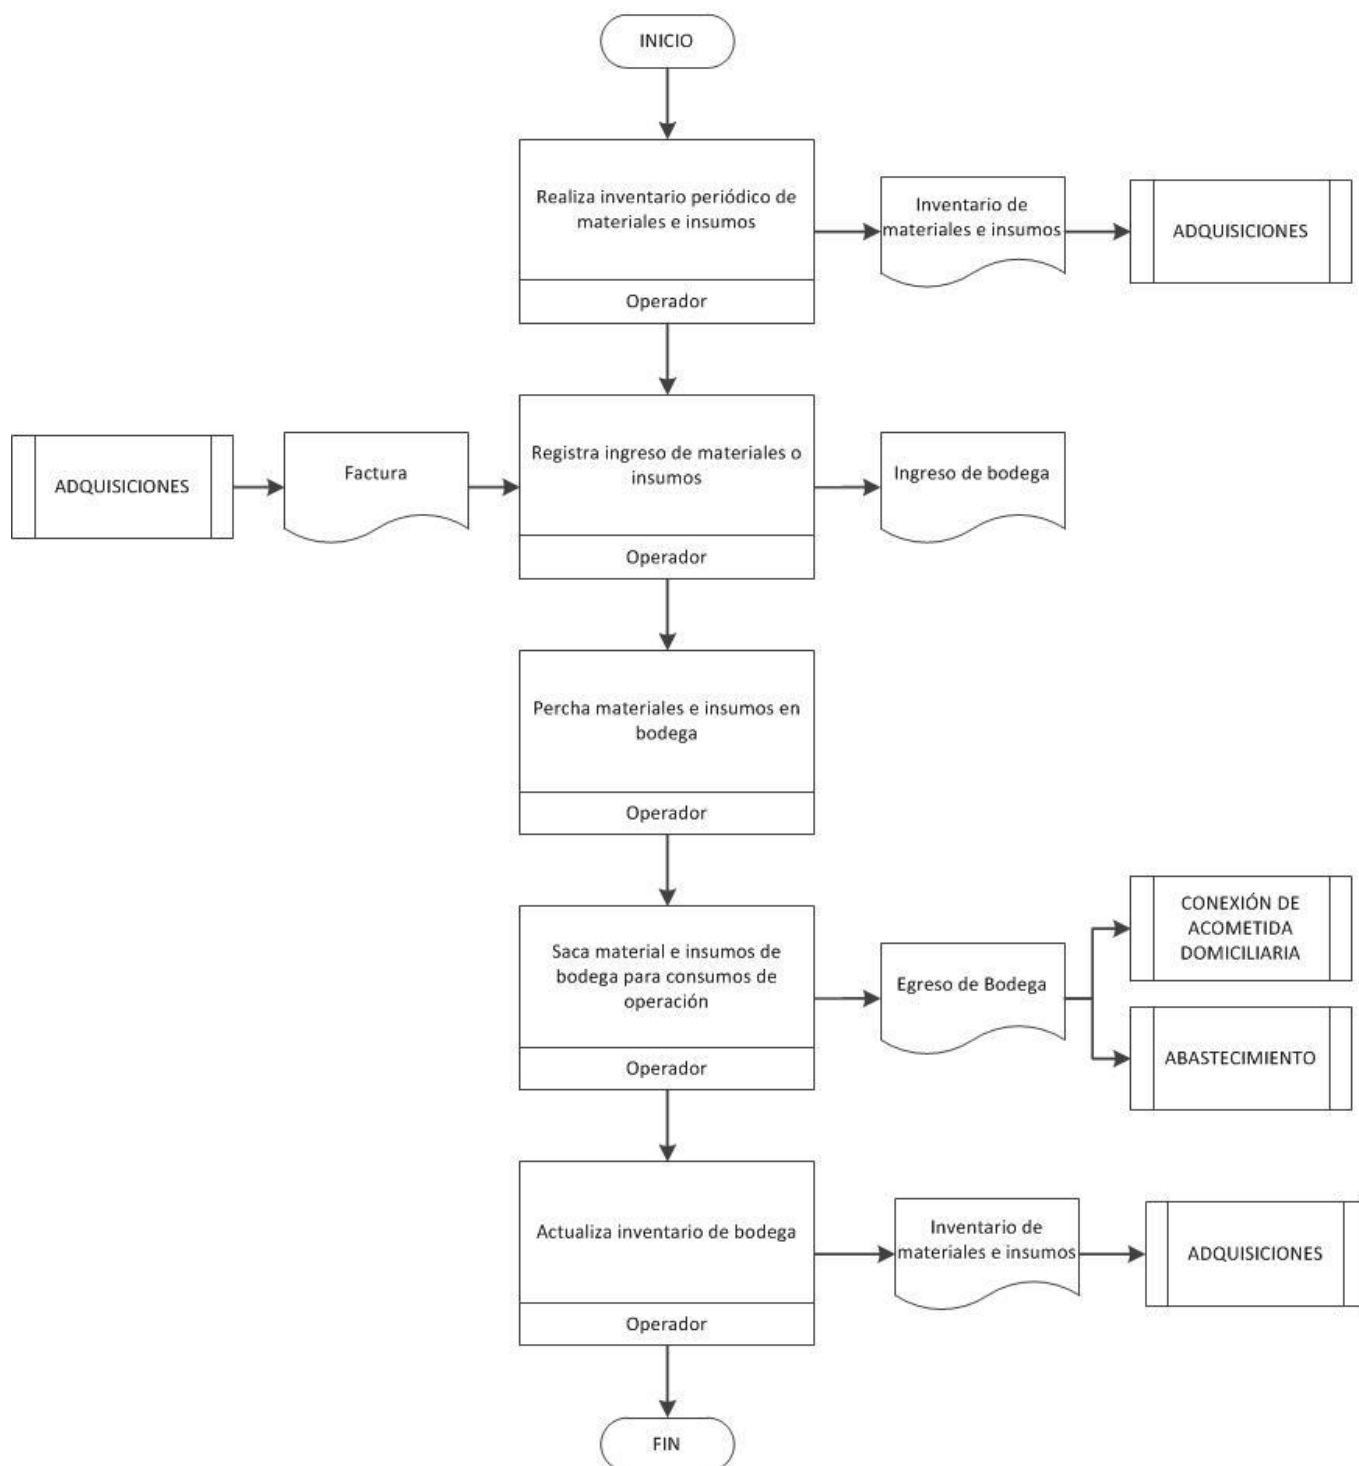 INICIO
Realiza inventario periódico de
materiales e insumos
Operador
Inventario de
materiales e insumos
ADQUISICIONES
ADQUISICIONES
Factura
Registra ingreso de materiales o
insumos
Operador
Ingreso de bodega
Percha materiales e insumos en
bodega
Operador
Saca material e insumos de
bodega para consumos de
operación
Operador
Egreso de Bodega
CONEXIÓN DE
ACOMETIDA
DOMICILIARIA
ABASTECIMIENTO
Actualiza inventario de bodega
Operador
Inventario de
materiales e insumos
ADQUISICIONES
FIN